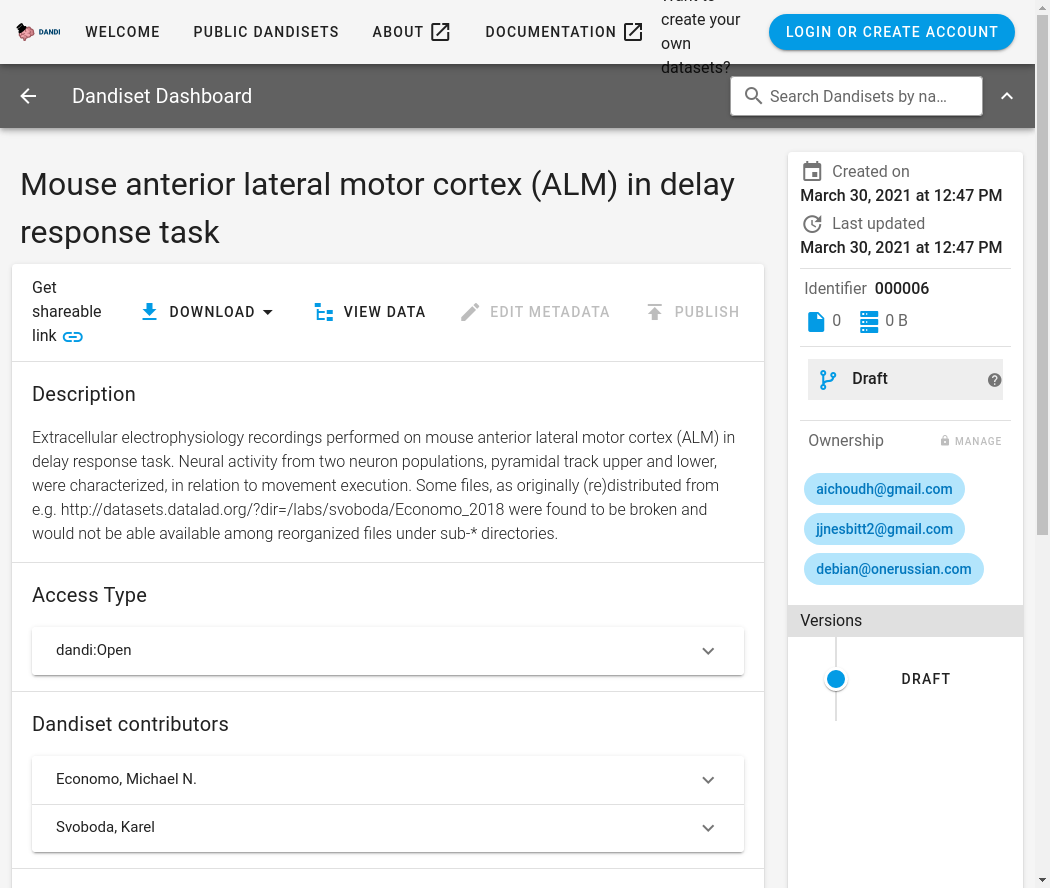 DANDI
WELCOME
PUBLIC DANDISETS
ABOUT
DOCUMENTATION
create your
own
datasets?
LOGIN OR CREATE ACCOUNT
Dandiset Dashboard
Search Dandisets by na…
Mouse anterior lateral motor cortex (ALM) in delay
response task
Get
shareable
link
DOWNLOAD
VIEW DATA
EDIT METADATA
PUBLISH
Description
Extracellular electrophysiology recordings performed on mouse anterior lateral motor cortex (ALM) in
delay response task. Neural activity from two neuron populations, pyramidal track upper and lower,
were characterized, in relation to movement execution. Some files, as originally (re)distributed from
e.g. http://datasets.datalad.org/?dir=/labs/svoboda/Economo_2018 were found to be broken and
would not be able available among reorganized files under sub-* directories.
Access Type
dandi:Open
Dandiset contributors
Economo, Michael N.
Svoboda, Karel
Created on
March 30, 2021 at 12:47 PM
Last updated
March 30, 2021 at 12:47 PM
Identifier 000006
0
0 B
Draft
Ownership
MANAGE
aichoudh@gmail.com
jjnesbitt2@gmail.com
debian@onerussian.com
Versions
DRAFT